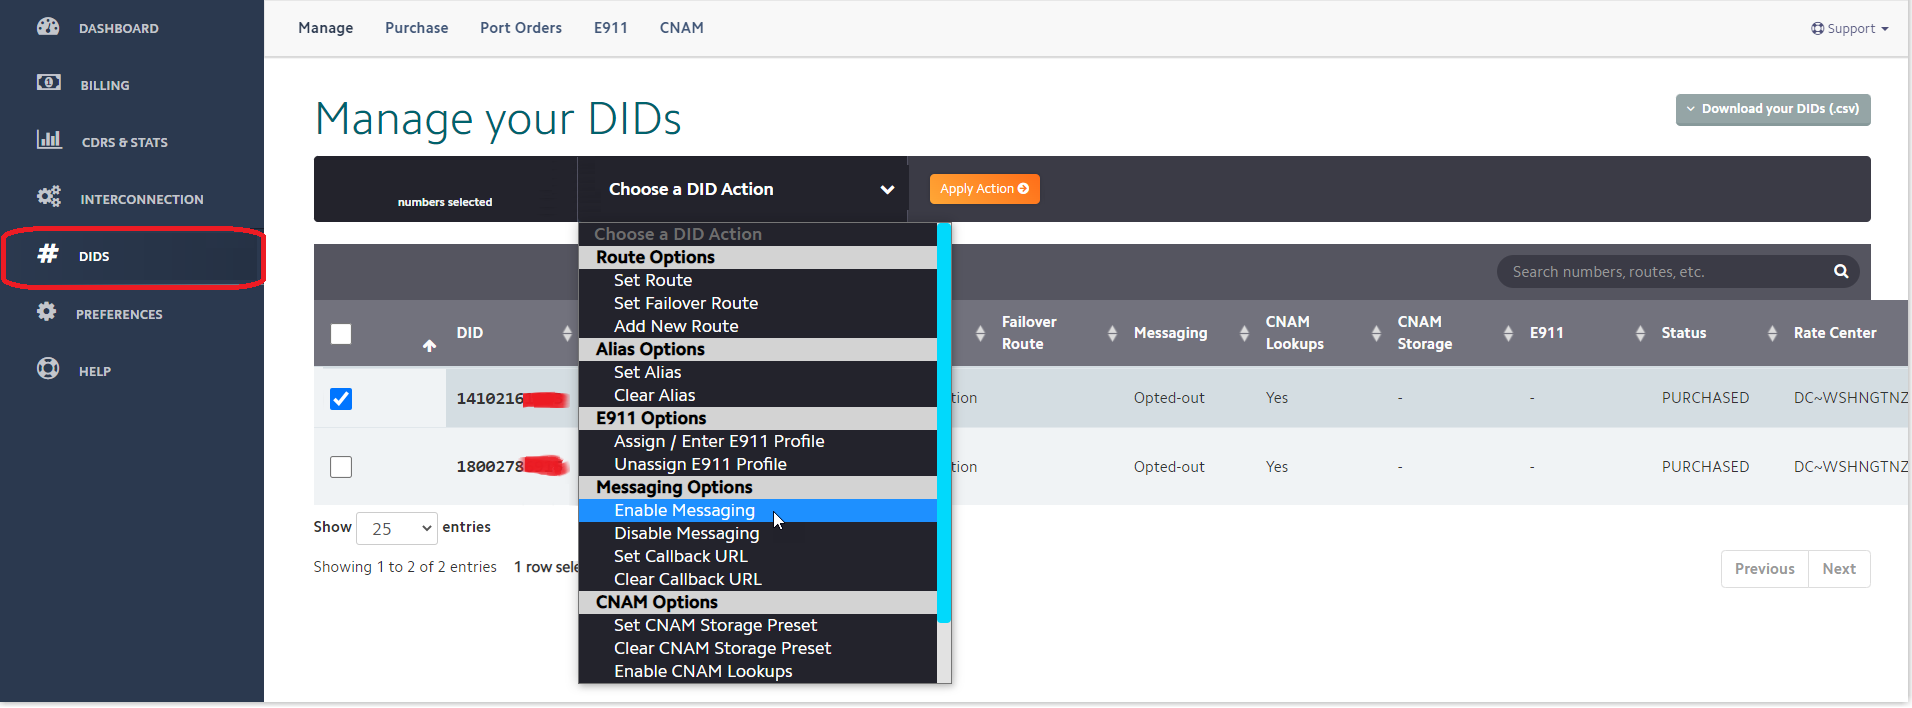 DASHBOARD
BILLING
CDRS & STATS
INTERCONNECTION
DIDS
PREFERENCES
HELP
Manage Purchase Port Orders E911 CNAM
Support
Manage your DIDs
Download your DIDs (.csv)
numbers selected
Choose a DID Action
Apply Action
Choose a DID Action
Route Options
Set Route
Set Failover Route
Add New Route
Alias Options
Set Alias
Clear Alias
E911 Options
Assign / Enter E911 Profile
Unassign E911 Profile
Messaging Options
Enable Messaging
Disable Messaging
Set Callback URL
Clear Callback URL
CNAM Options
Set CNAM Storage Preset
Clear CNAM Storage Preset
Enable CNAM Lookups
Search numbers, routes, etc.
DID Failover Route Messaging CNAM Lookups CNAM Storage E911 Status Rate Center
1410216 tion Opted-out Yes - - PURCHASED DC~WSHNGTNZ
1800278 tion Opted-out Yes - - PURCHASED DC~WSHNGTNZ
Show 25 entries
Showing 1 to 2 of 2 entries 1 row sele
Previous Next